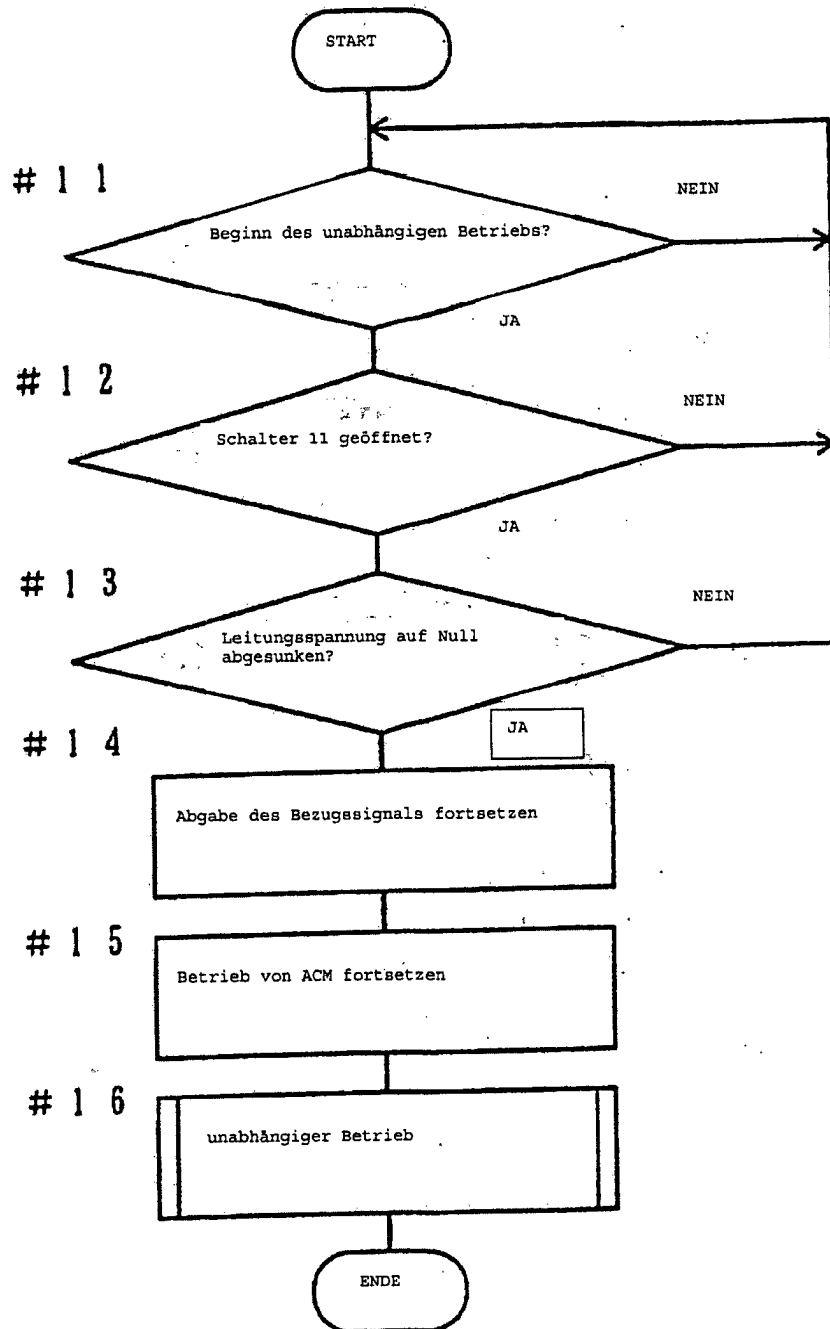 START
# 1 1
NEIN
Beginn des unabhängigen Betriebs?
JA
# 1 2
NEIN
Schalter 11 geöffnet?
JA
# 1 3
NEIN
Leitungsspannung auf Null
abgesunken?
# 1 4
JA
Abgabe des Bezugssignals fortsetzen
# 1 5
Betrieb von ACM fortsetzen
# 1 6
unabhängiger Betrieb
ENDE